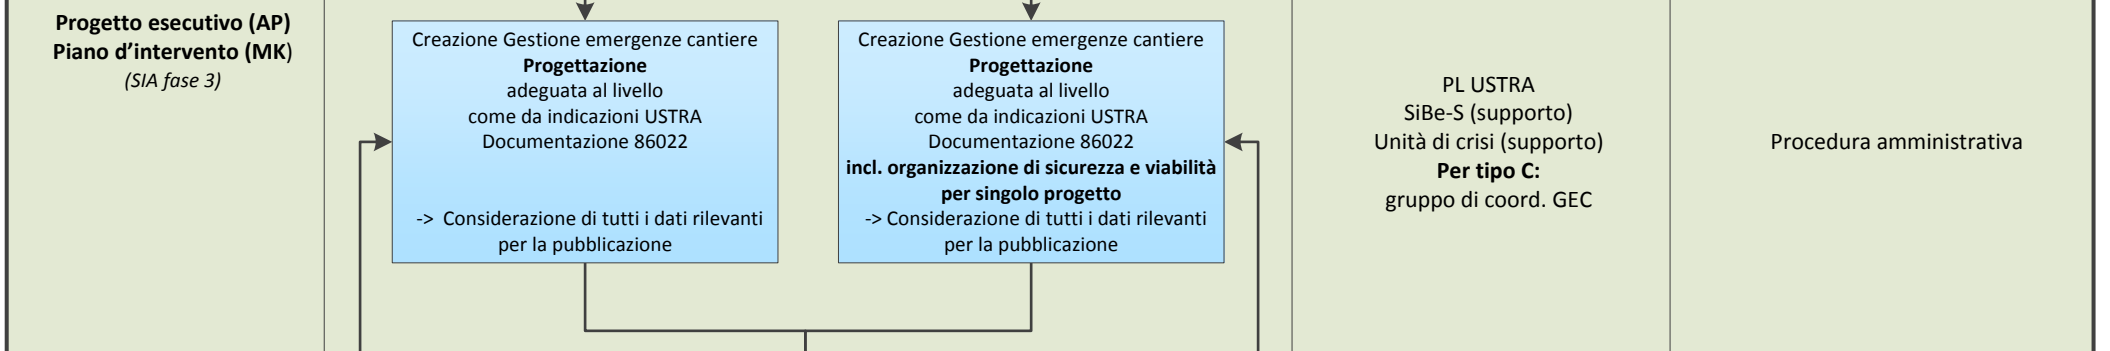 Progetto esecutivo (AP)
Piano d'intervento (MK)
(SIA fase 3)
Creazione Gestione emergenze cantiere
Progettazione
adeguata al livello
come da indicazioni USTRA
Documentazione 86022
-> Considerazione di tutti i dati rilevanti
per la pubblicazione
Creazione Gestione emergenze cantiere
Progettazione
adeguata al livello
come da indicazioni USTRA
Documentazione 86022
incl. organizzazione di sicurezza e viabilità
per singolo progetto
-> Considerazione di tutti i dati rilevanti
per la pubblicazione
PL USTRA
SiBe-S (supporto)
Unità di crisi (supporto)
Per tipo C:
gruppo di coord. GEC
Procedura amministrativa